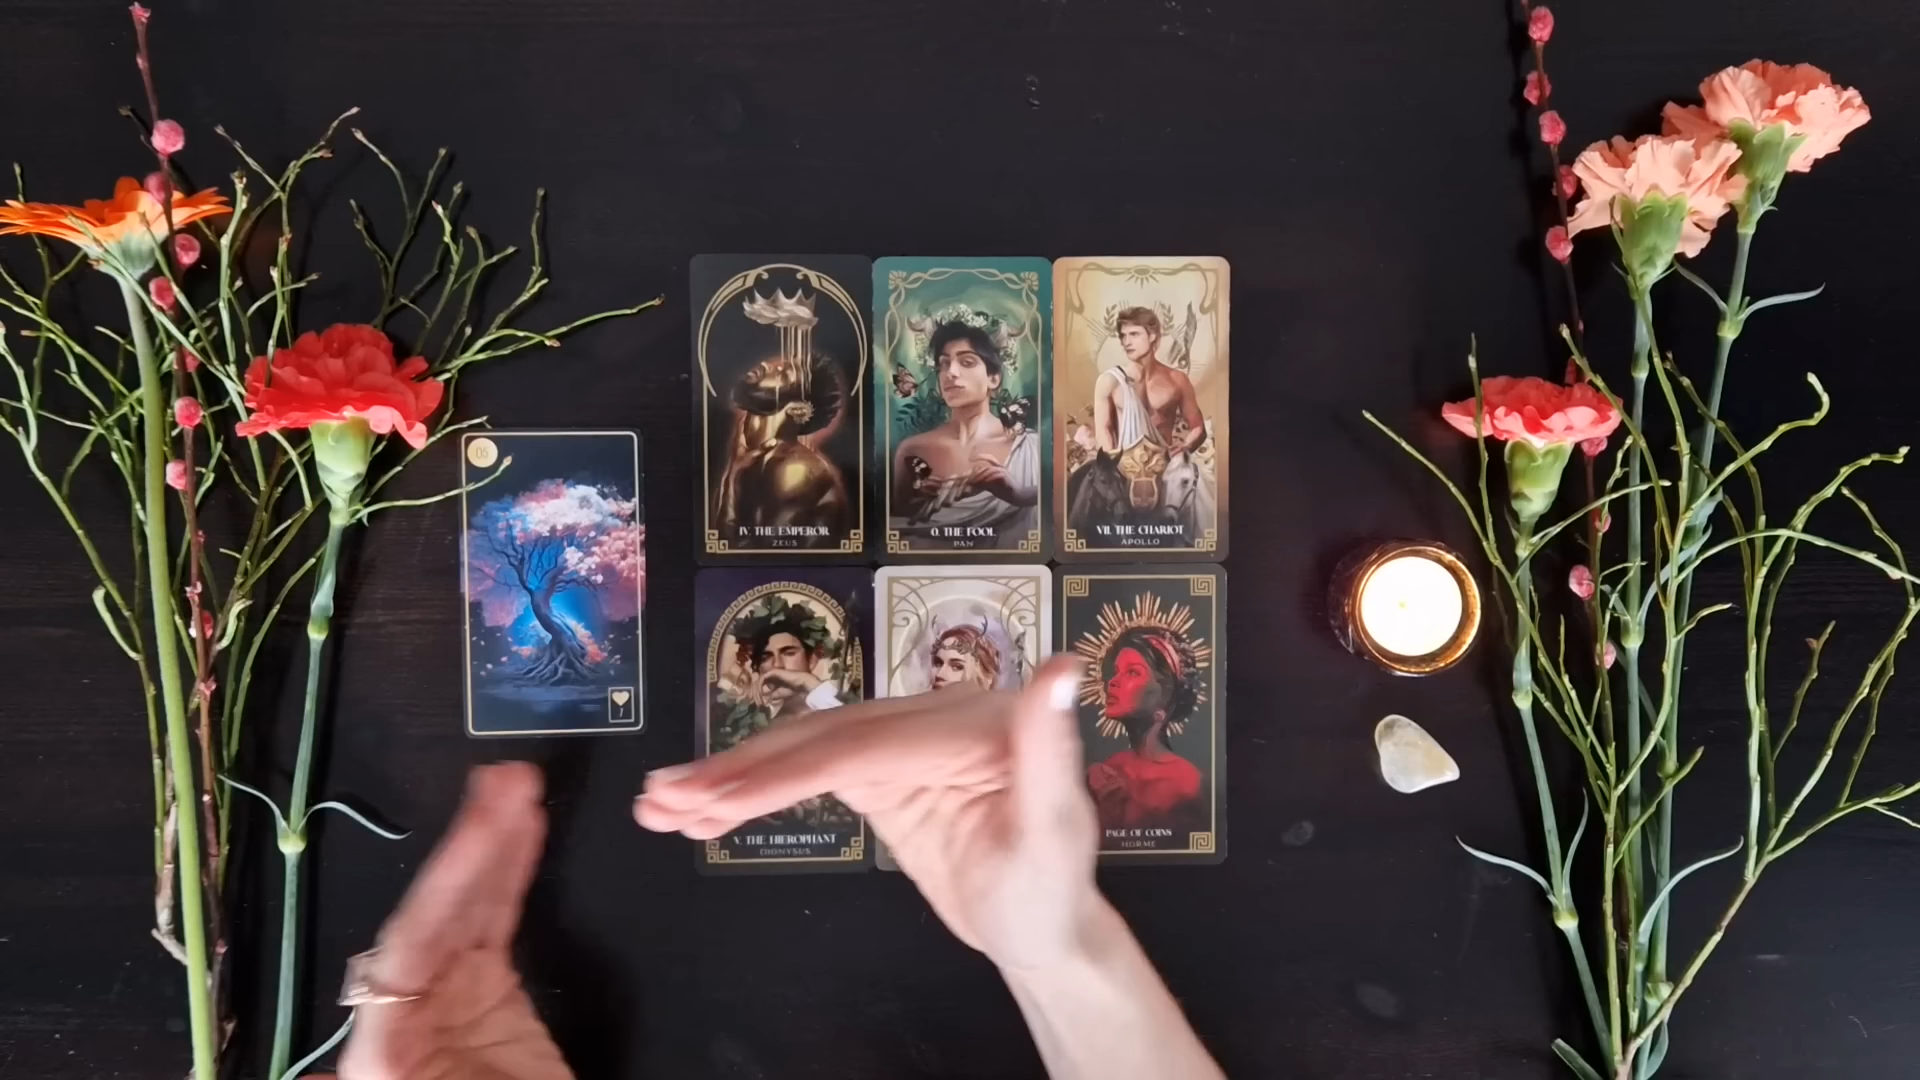 05
1
IV. THE EMPEROR
ZEUS
0. THE FOOL
PAN
VII. THE CHARIOT
APOLLO
V. THE HIEROPHANT
DIONYSUS
PAGE OF COINS
HORME